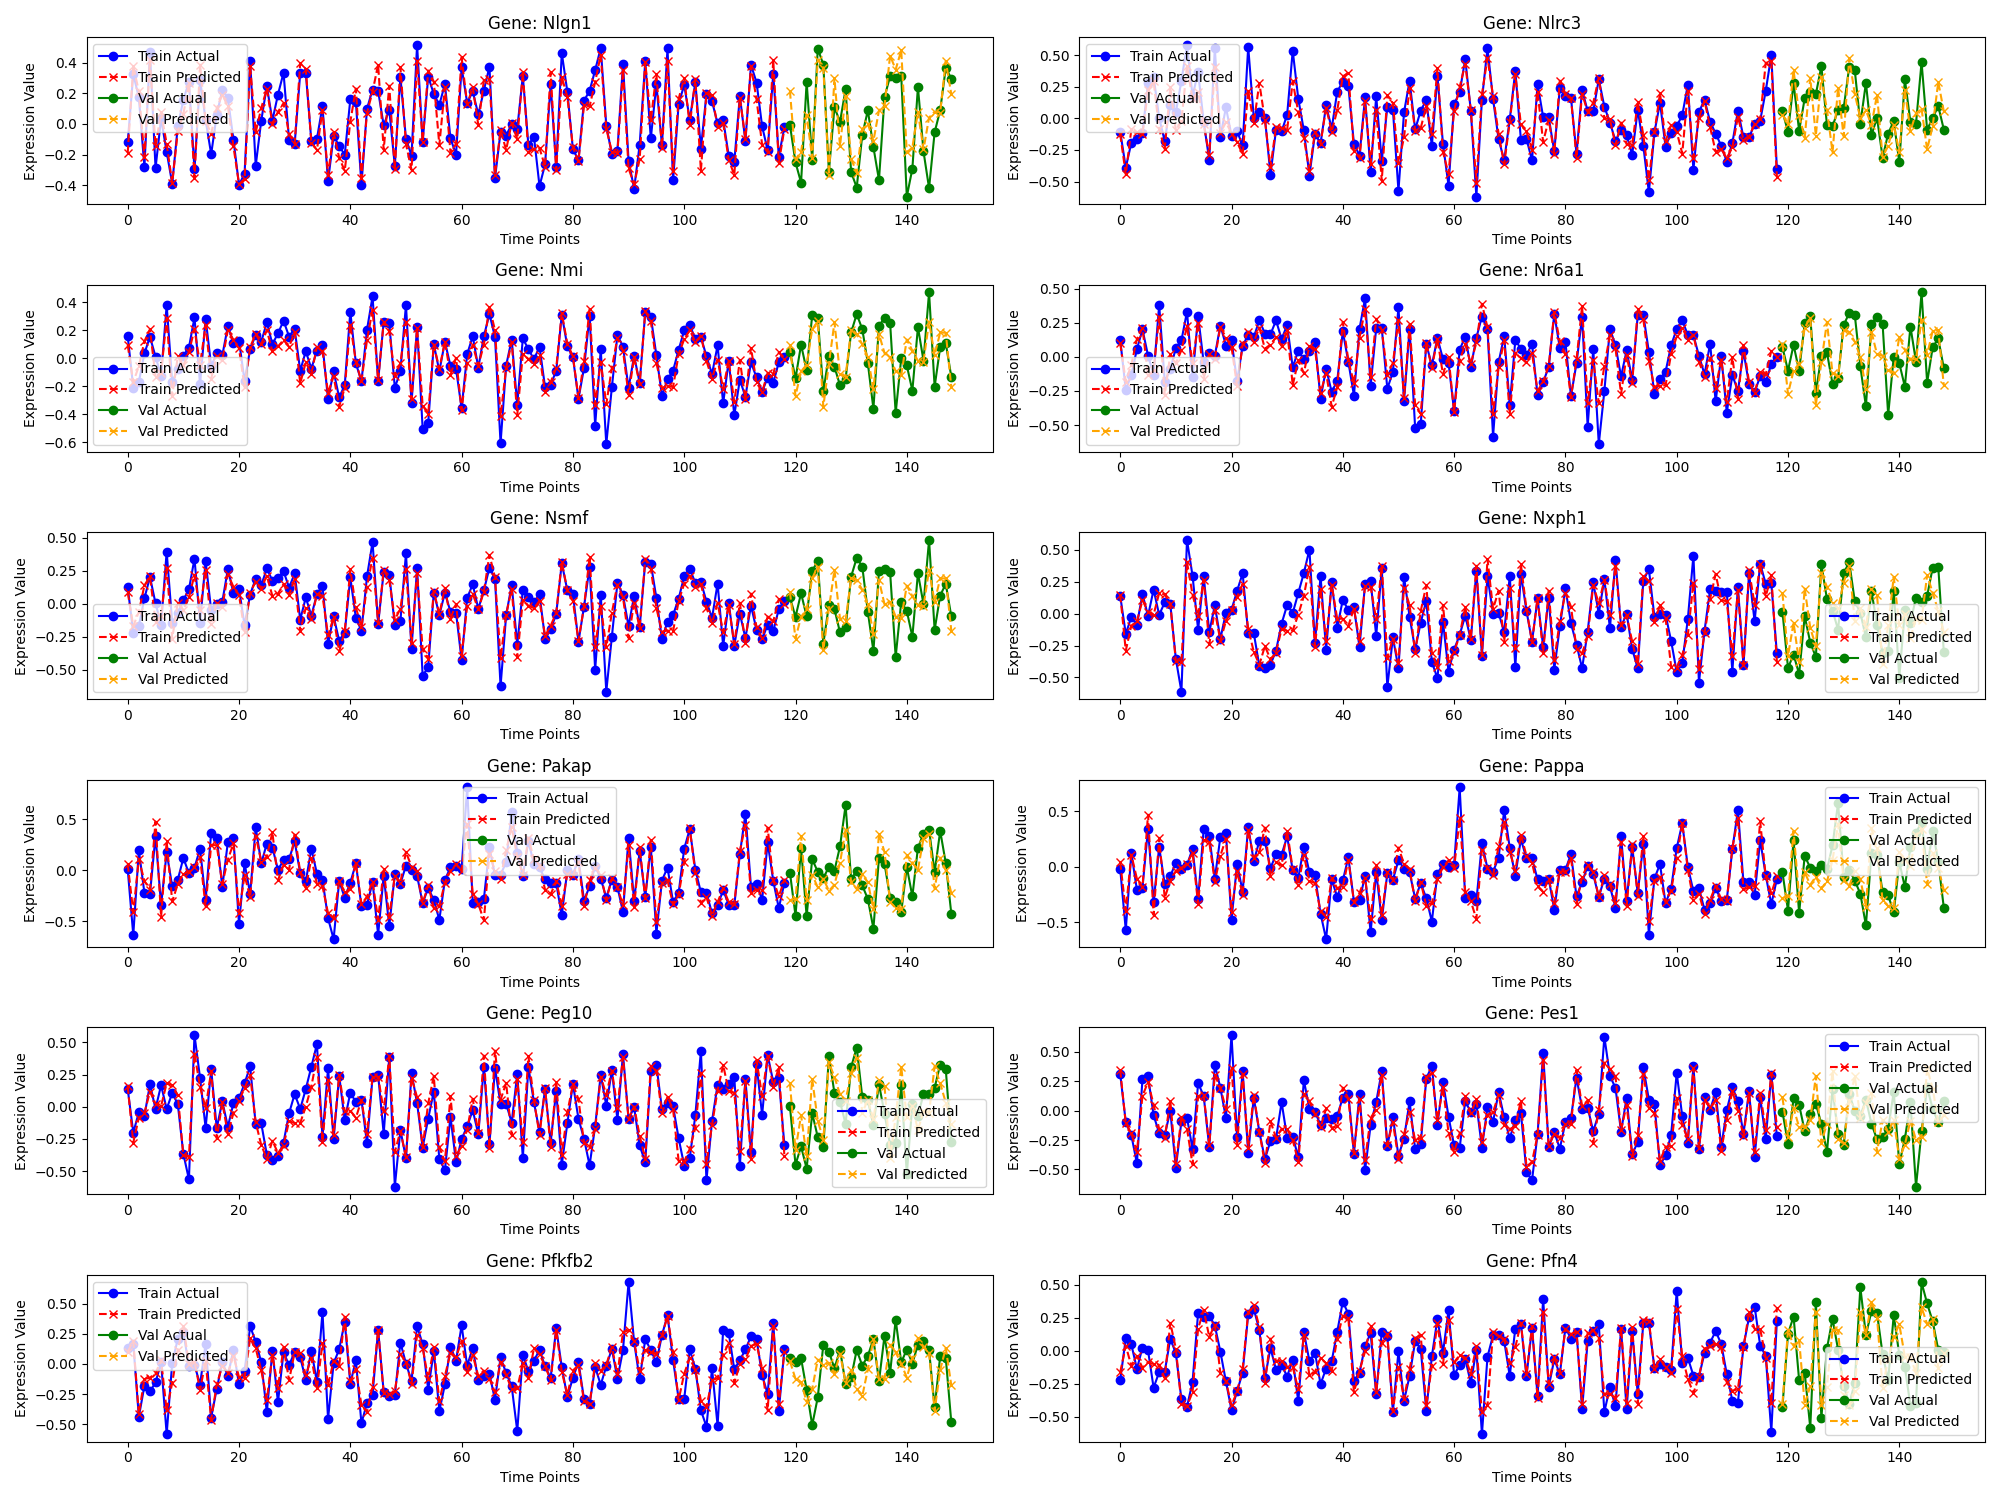 Gene: Nlgn1
Expression Value
0.4
0.2
0.0
−0.2
−0.4
Train Actual
Train Predicted
Val Actual
Val Predicted
0 20 40 60 80 100 120 140
Time Points
Gene: Nlrc3
Expression Value
0.50
0.25
0.00
−0.25
−0.50
Train Actual
Train Predicted
Val Actual
Val Predicted
0 20 40 60 80 100 120 140
Time Points
Gene: Nmi
Expression Value
0.4
0.2
0.0
−0.2
−0.4
−0.6
Train Actual
Train Predicted
Val Actual
Val Predicted
0 20 40 60 80 100 120 140
Time Points
Gene: Nr6a1
Expression Value
0.50
0.25
0.00
−0.25
−0.50
Train Actual
Train Predicted
Val Actual
Val Predicted
0 20 40 60 80 100 120 140
Time Points
Gene: Nsmf
Expression Value
0.50
0.25
0.00
−0.25
−0.50
Train Actual
Train Predicted
Val Actual
Val Predicted
0 20 40 60 80 100 120 140
Time Points
Gene: Nxph1
Expression Value
0.50
0.25
0.00
−0.25
−0.50
Train Actual
Train Predicted
Val Actual
Val Predicted
0 20 40 60 80 100 120 140
Time Points
Gene: Pakap
Expression Value
0.5
0.0
−0.5
Train Actual
Train Predicted
Val Actual
Val Predicted
0 20 40 60 80 100 120 140
Time Points
Gene: Pappa
Expression Value
0.5
0.0
−0.5
Train Actual
Train Predicted
Val Actual
Val Predicted
0 20 40 60 80 100 120 140
Time Points
Gene: Peg10
Expression Value
0.50
0.25
0.00
−0.25
−0.50
Train Actual
Train Predicted
Val Actual
Val Predicted
0 20 40 60 80 100 120 140
Time Points
Gene: Pes1
Expression Value
0.50
0.25
0.00
−0.25
−0.50
Train Actual
Train Predicted
Val Actual
Val Predicted
0 20 40 60 80 100 120 140
Time Points
Gene: Pfkfb2
Expression Value
0.50
0.25
0.00
−0.25
−0.50
Train Actual
Train Predicted
Val Actual
Val Predicted
0 20 40 60 80 100 120 140
Time Points
Gene: Pfn4
Expression Value
0.50
0.25
0.00
−0.25
−0.50
Train Actual
Train Predicted
Val Actual
Val Predicted
0 20 40 60 80 100 120 140
Time Points